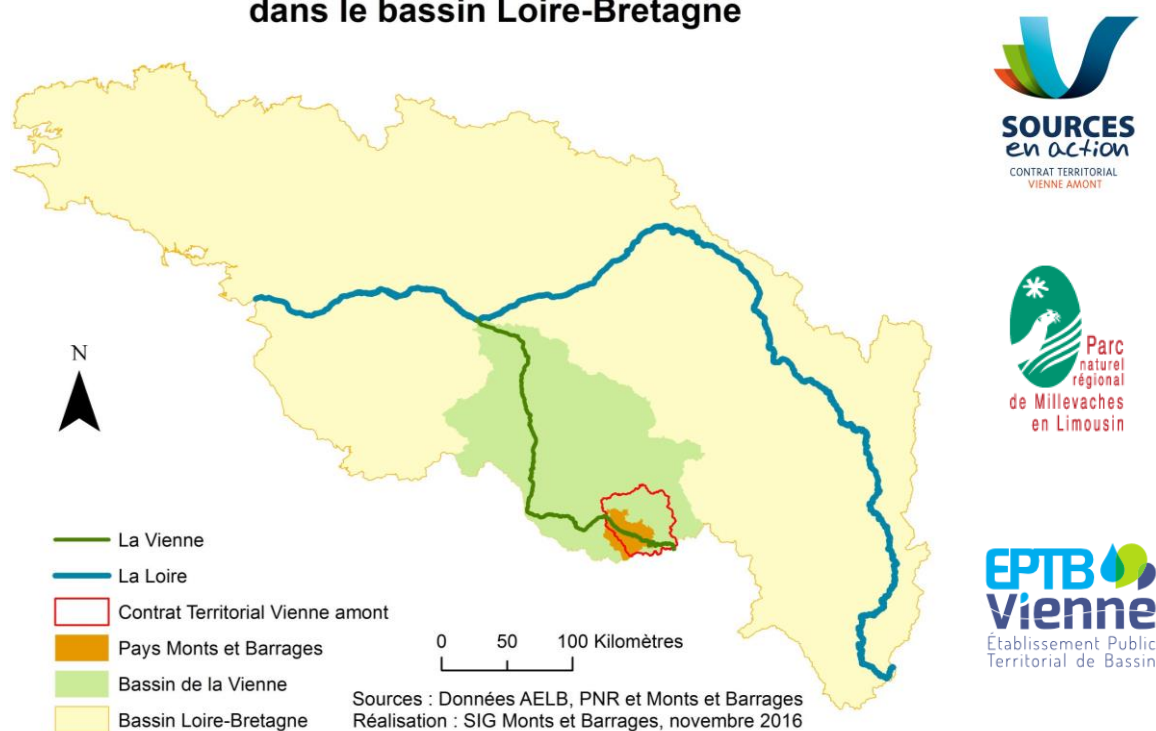 dans le bassin Loire-Bretagne
SOURCES
en action
CONTRAT TERRITORIAL
VIENNE AMONT
N
Parc
naturel
régional
de Millevaches
en Limousin
La Vienne
La Loire
Contrat Territorial Vienne amont
Pays Monts et Barrages
Bassin de la Vienne
Bassin Loire-Bretagne
0 50 100 Kilomètres
Sources : Données AELB, PNR et Monts et Barrages
Réalisation : SIG Monts et Barrages, novembre 2016
EPTB
Vienne
Établissement Public
Territorial de Bassin